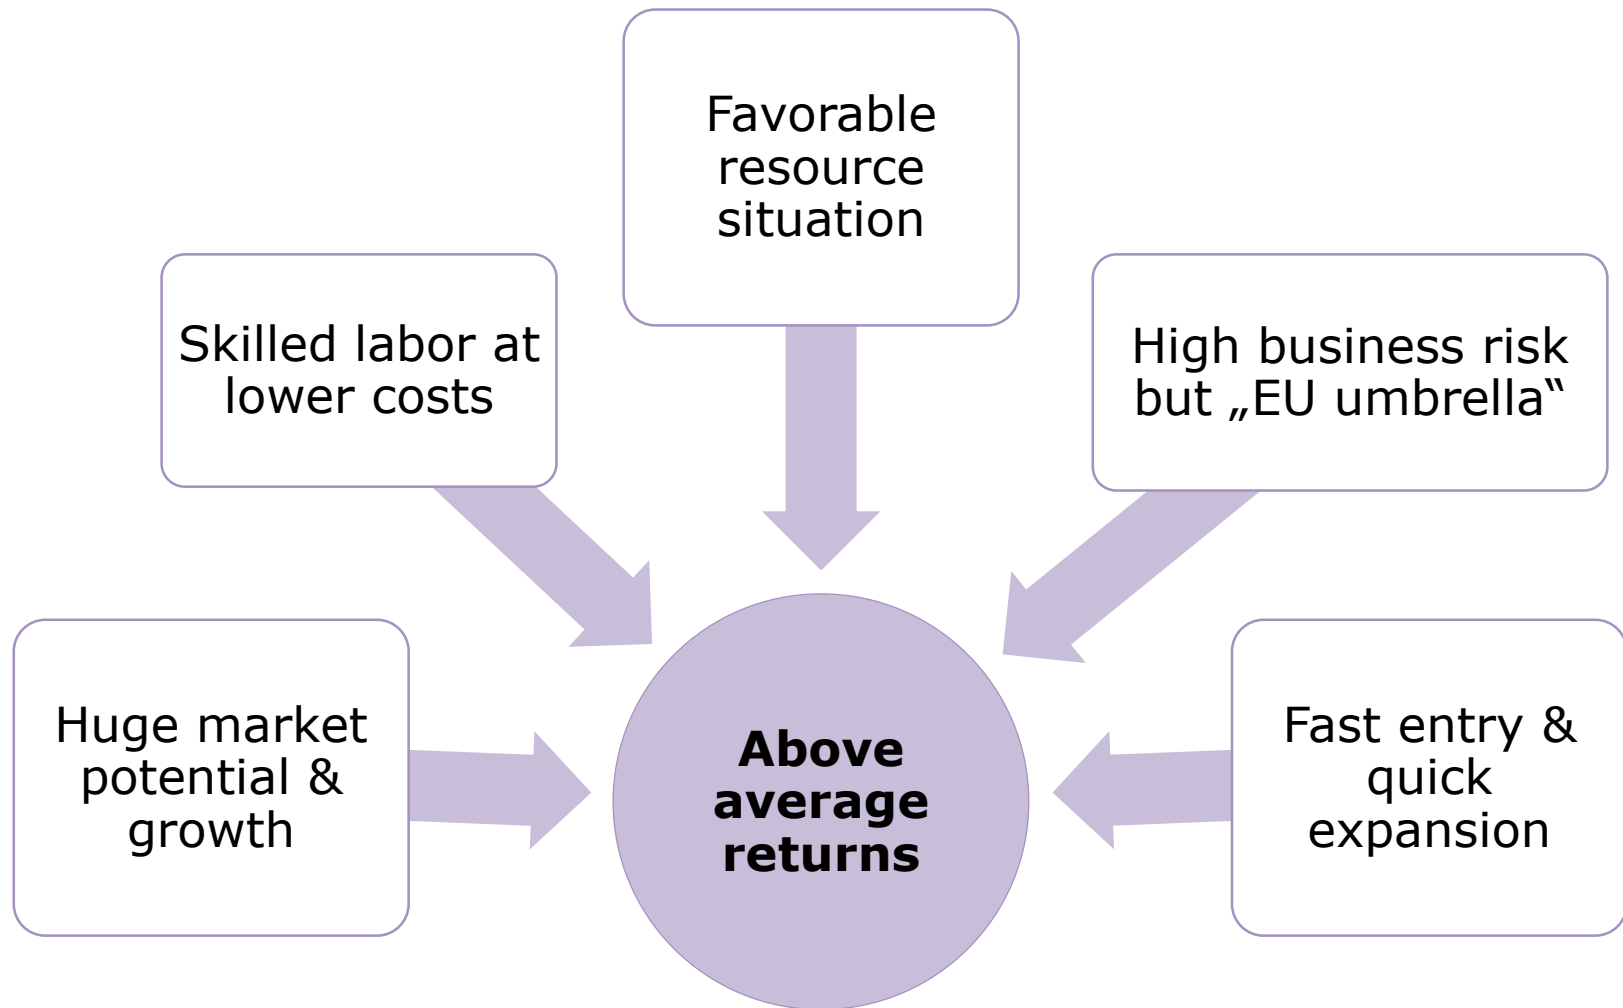 Favorable
resource
situation
Skilled labor at
lower costs
High business risk
but „EU umbrella“
Huge market
potential &
growth
Above
average
returns
Fast entry &
quick
expansion